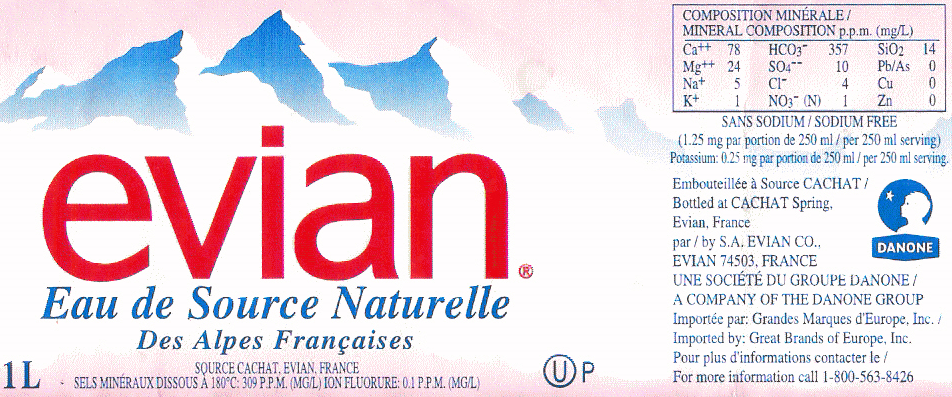 evian®
Eau de Source Naturelle
Des Alpes Françaises
1L
SOURCE CACHAT, EVIAN, FRANCE
SELS MINÉRAUX DISSOUS À 180°C: 309 P.P.M. (MG/L) ION FLUORURE: 0.1 P.P.M. (MG/L)
U P
COMPOSITION MINÉRALE /
MINERAL COMPOSITION p.p.m. (mg/L)
Ca++ 78 HCO3- 357 SiO2 14
Mg++ 24 SO4-- 10 Pb/As 0
Na+ 5 Cl- 4 Cu 0
K+ 1 NO3- (N) 1 Zn 0
SANS SODIUM / SODIUM FREE
(1.25 mg par portion de 250 ml / per 250 ml serving)
Potassium: 0.25 mg par portion de 250 ml / per 250 ml serving.
Embouteillée à Source CACHAT /
Bottled at CACHAT Spring,
Evian, France
par / by S.A. EVIAN CO.,
EVIAN 74503, FRANCE
UNE SOCIÉTÉ DU GROUPE DANONE /
A COMPANY OF THE DANONE GROUP
Importée par: Grandes Marques d'Europe, Inc. /
Imported by: Great Brands of Europe, Inc.
Pour plus d'informations contacter le /
For more information call 1-800-563-8426
DANONE